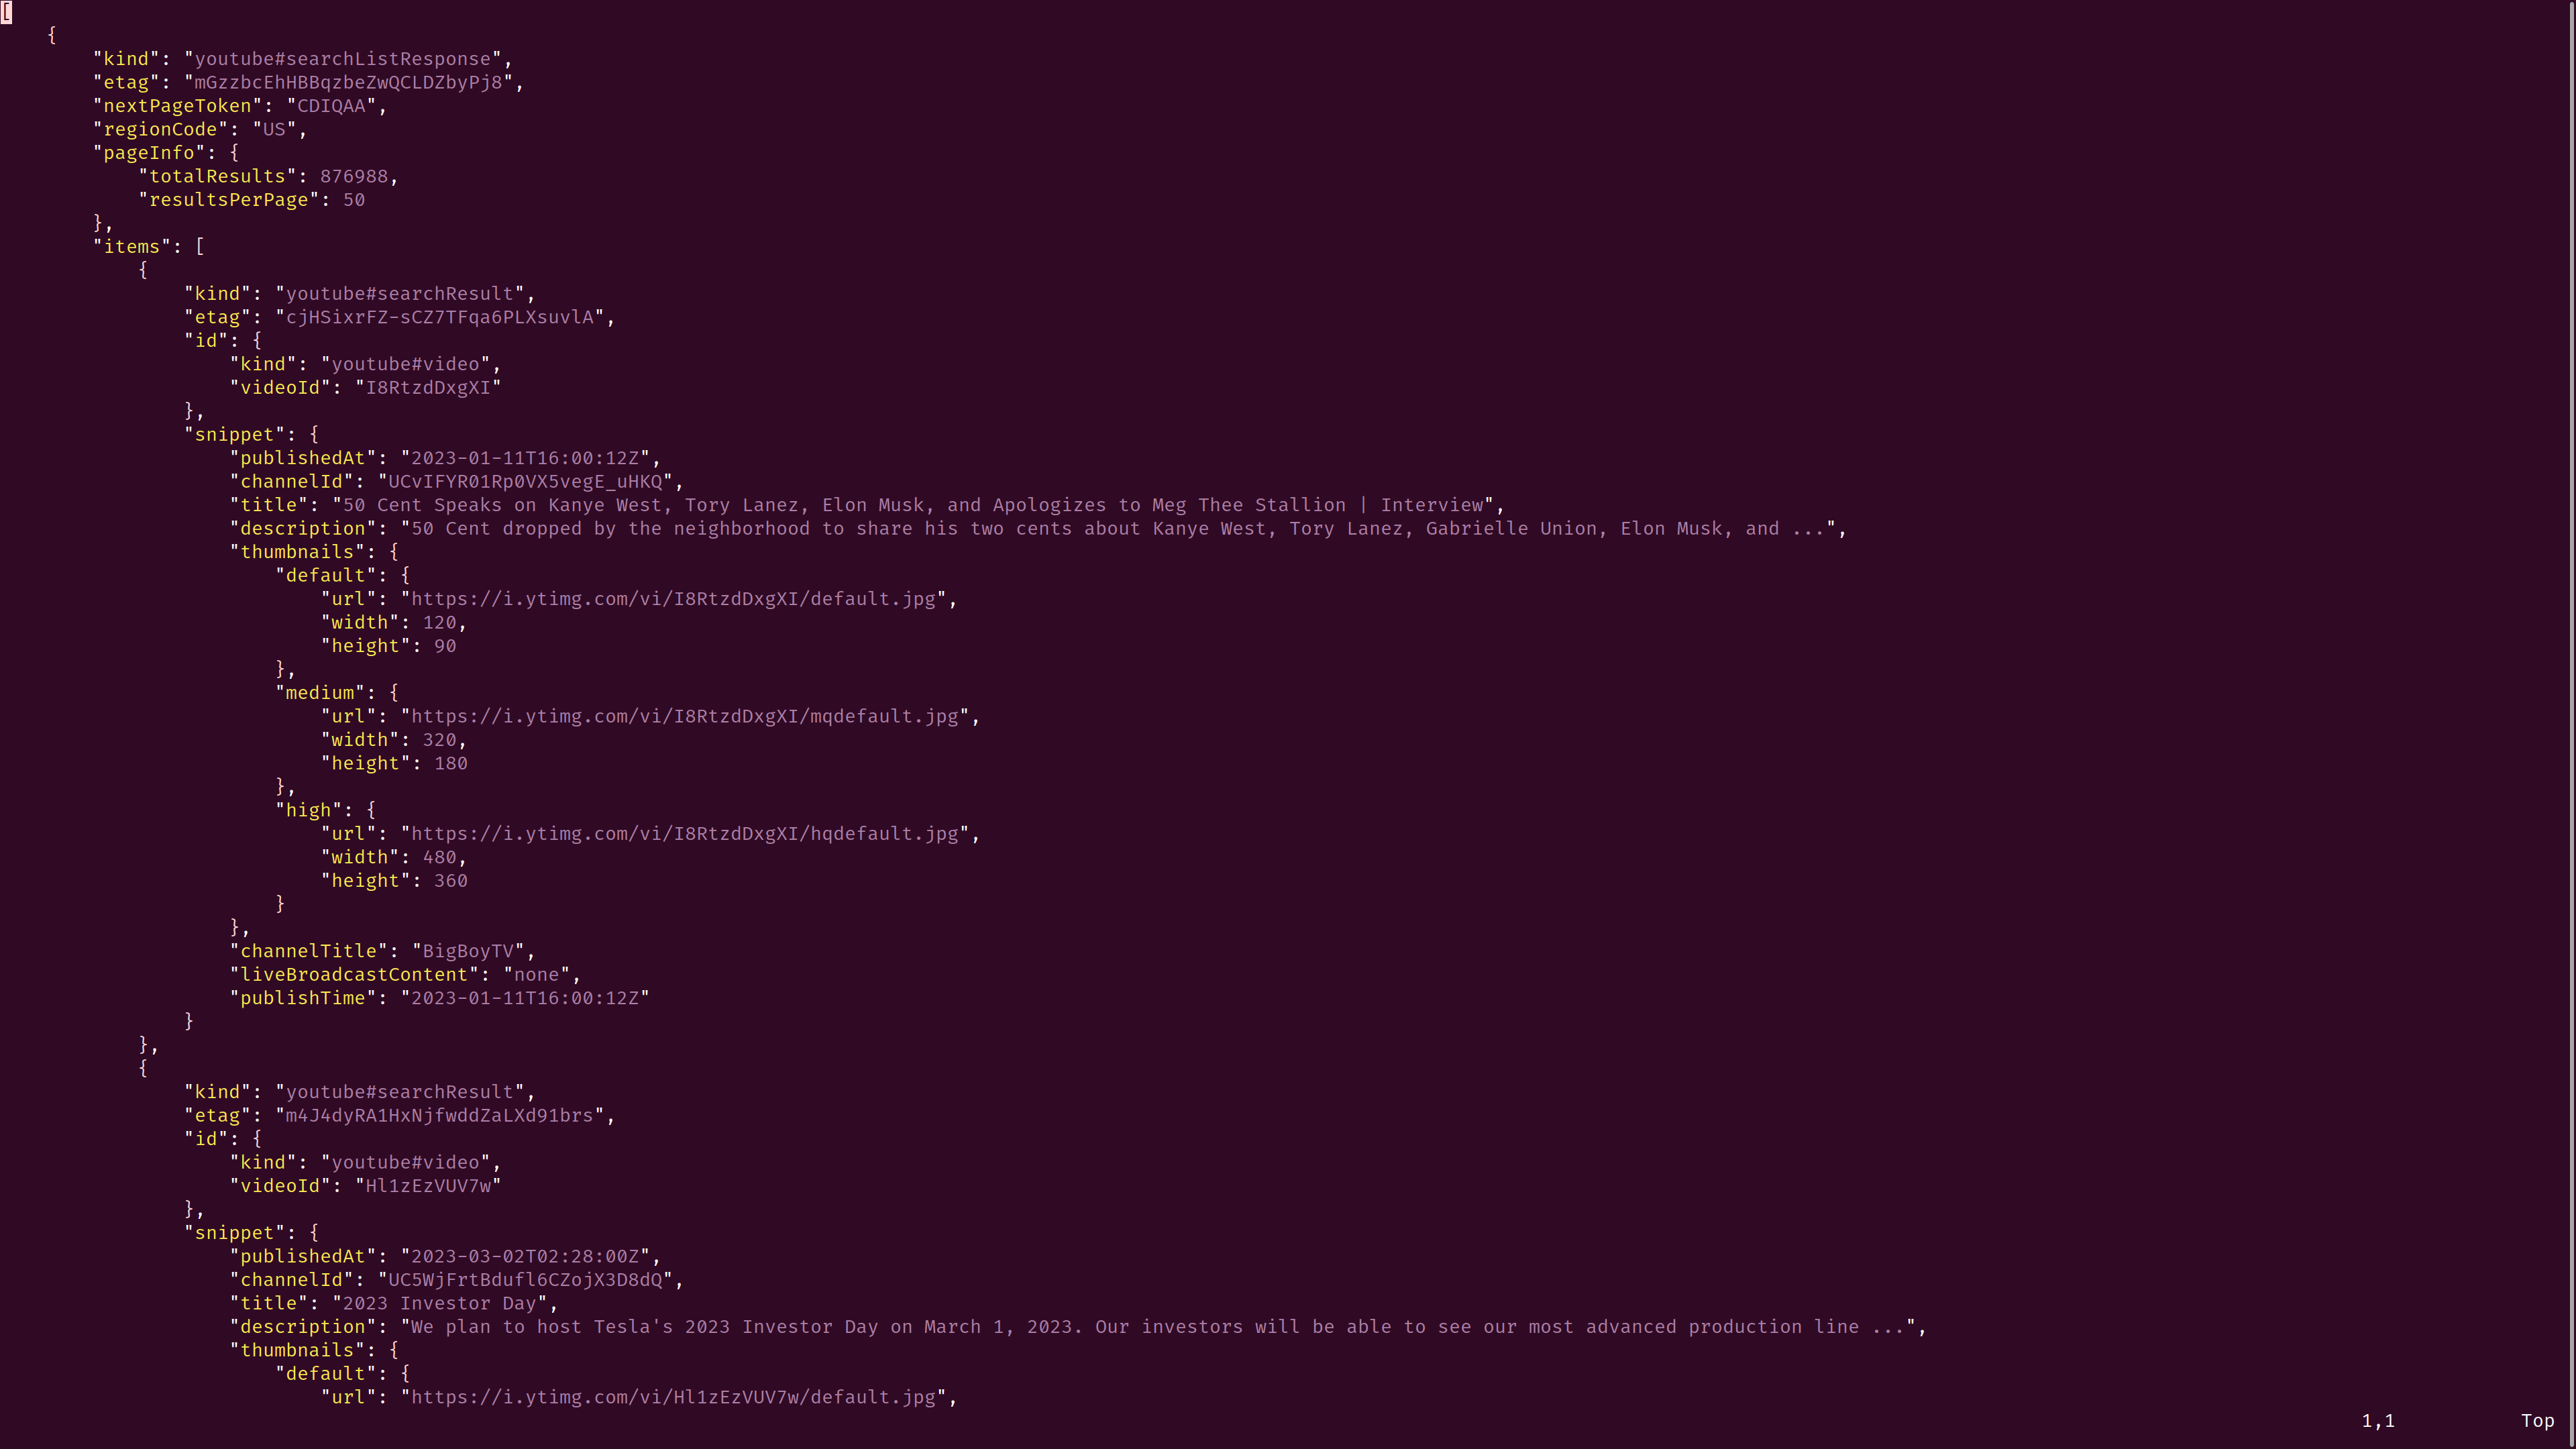 [
    {
        "kind": "youtube#searchListResponse",
        "etag": "mGzzbcEhHBBqzbeZwQCLDZbyPj8",
        "nextPageToken": "CDIQAA",
        "regionCode": "US",
        "pageInfo": {
            "totalResults": 876988,
            "resultsPerPage": 50
        },
        "items": [
            {
                "kind": "youtube#searchResult",
                "etag": "cjHSixrFZ-sCZ7TFqa6PLXsuvlA",
                "id": {
                    "kind": "youtube#video",
                    "videoId": "I8RtzdDxgXI"
                },
                "snippet": {
                    "publishedAt": "2023-01-11T16:00:12Z",
                    "channelId": "UCvIFYR01Rp0VX5vegE_uHKQ",
                    "title": "50 Cent Speaks on Kanye West, Tory Lanez, Elon Musk, and Apologizes to Meg Thee Stallion | Interview",
                    "description": "50 Cent dropped by the neighborhood to share his two cents about Kanye West, Tory Lanez, Gabrielle Union, Elon Musk, and ...",
                    "thumbnails": {
                        "default": {
                            "url": "https://i.ytimg.com/vi/I8RtzdDxgXI/default.jpg",
                            "width": 120,
                            "height": 90
                        },
                        "medium": {
                            "url": "https://i.ytimg.com/vi/I8RtzdDxgXI/mqdefault.jpg",
                            "width": 320,
                            "height": 180
                        },
                        "high": {
                            "url": "https://i.ytimg.com/vi/I8RtzdDxgXI/hqdefault.jpg",
                            "width": 480,
                            "height": 360
                        }
                    },
                    "channelTitle": "BigBoyTV",
                    "liveBroadcastContent": "none",
                    "publishTime": "2023-01-11T16:00:12Z"
                }
            },
            {
                "kind": "youtube#searchResult",
                "etag": "m4J4dyRA1HxNjfwddZaLXd91brs",
                "id": {
                    "kind": "youtube#video",
                    "videoId": "Hl1zEzVUV7w"
                },
                "snippet": {
                    "publishedAt": "2023-03-02T02:28:00Z",
                    "channelId": "UC5WjFrtBdufl6CZojX3D8dQ",
                    "title": "2023 Investor Day",
                    "description": "We plan to host Tesla's 2023 Investor Day on March 1, 2023. Our investors will be able to see our most advanced production line ...",
                    "thumbnails": {
                        "default": {
                            "url": "https://i.ytimg.com/vi/Hl1zEzVUV7w/default.jpg",
1,1 Top